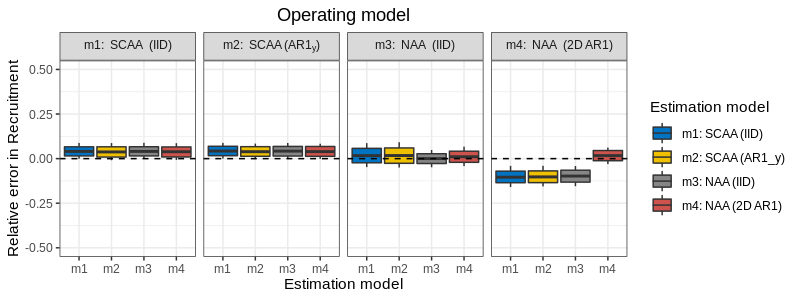 Operating model
m1: SCAA (IID)
m2: SCAA (AR1y)
m3: NAA (IID)
m4: NAA (2D AR1)
Relative error in Recruitment
0.50
0.25
0.00
-0.25
-0.50
m1 m2 m3 m4
m1 m2 m3 m4
m1 m2 m3 m4
m1 m2 m3 m4
Estimation model
Estimation model
m1: SCAA (IID)
m2: SCAA (AR1_y)
m3: NAA (IID)
m4: NAA (2D AR1)